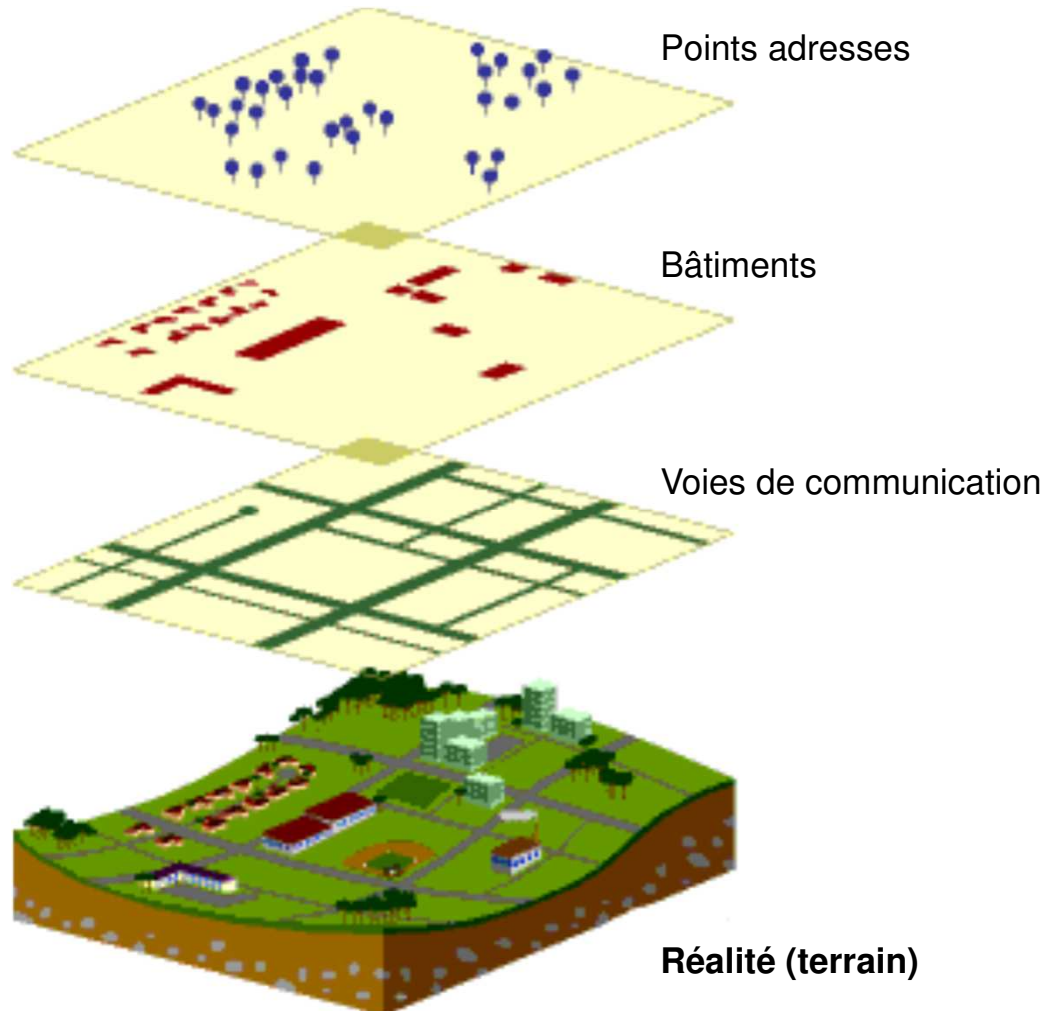 Points adresses
Bâtiments
Voies de communication
Réalité (terrain)